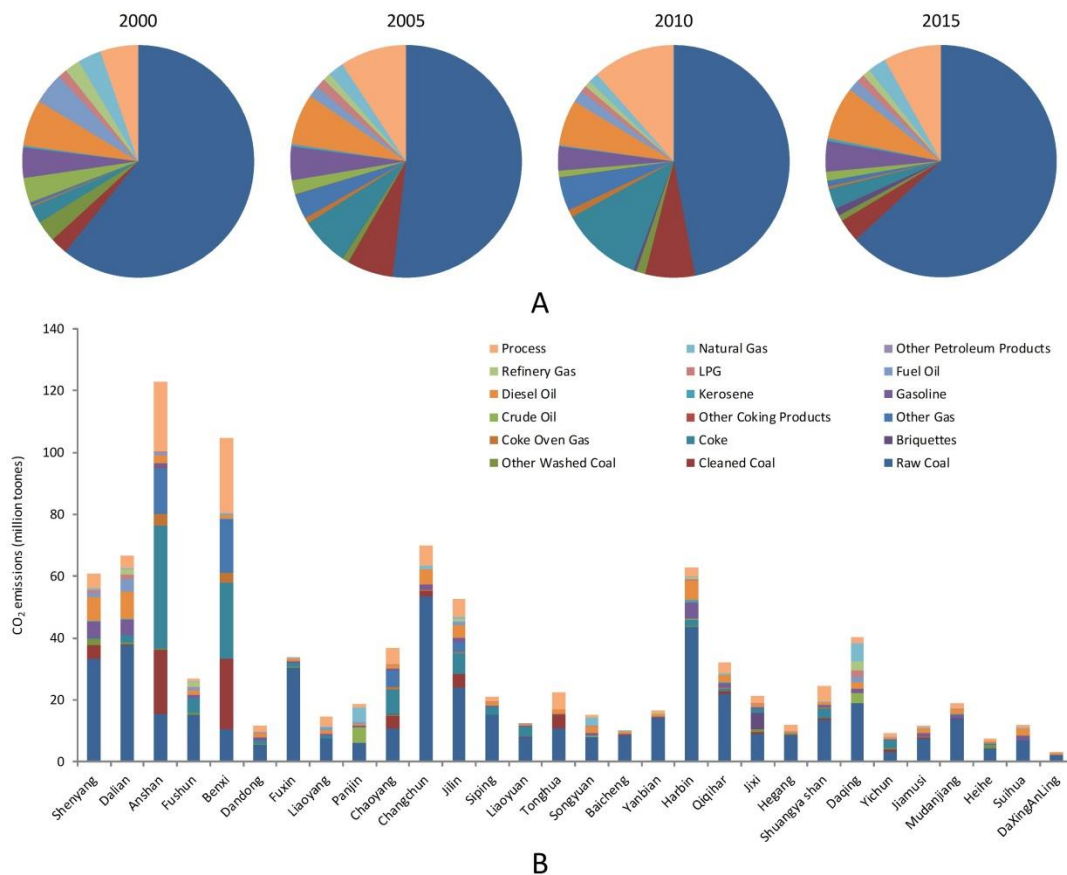 A
2000 2005 2010 2015
A
140
120
100
80
60
40
20
0
CO₂ emissions (million toones)
Process Natural Gas Other Petroleum Products
Refinery Gas LPG Fuel Oil
Diesel Oil Kerosene Gasoline
Crude Oil Other Coking Products Other Gas
Coke Oven Gas Coke Briquettes
Other Washed Coal Cleaned Coal Raw Coal
Shenyang Dalian Anshan Fushun Benxi Dandong Fuxin Liaoyang Panjin Chaoyang Changchun Jilin Siping Liaoyuan Tonghua Songyuan Baicheng Yanbian Harbin Qiqihar Jixi Hegang Shuangya shan Daqing Yichun Jiamusi Mudanjiang Heihe Suihua DaXingAnLing
B